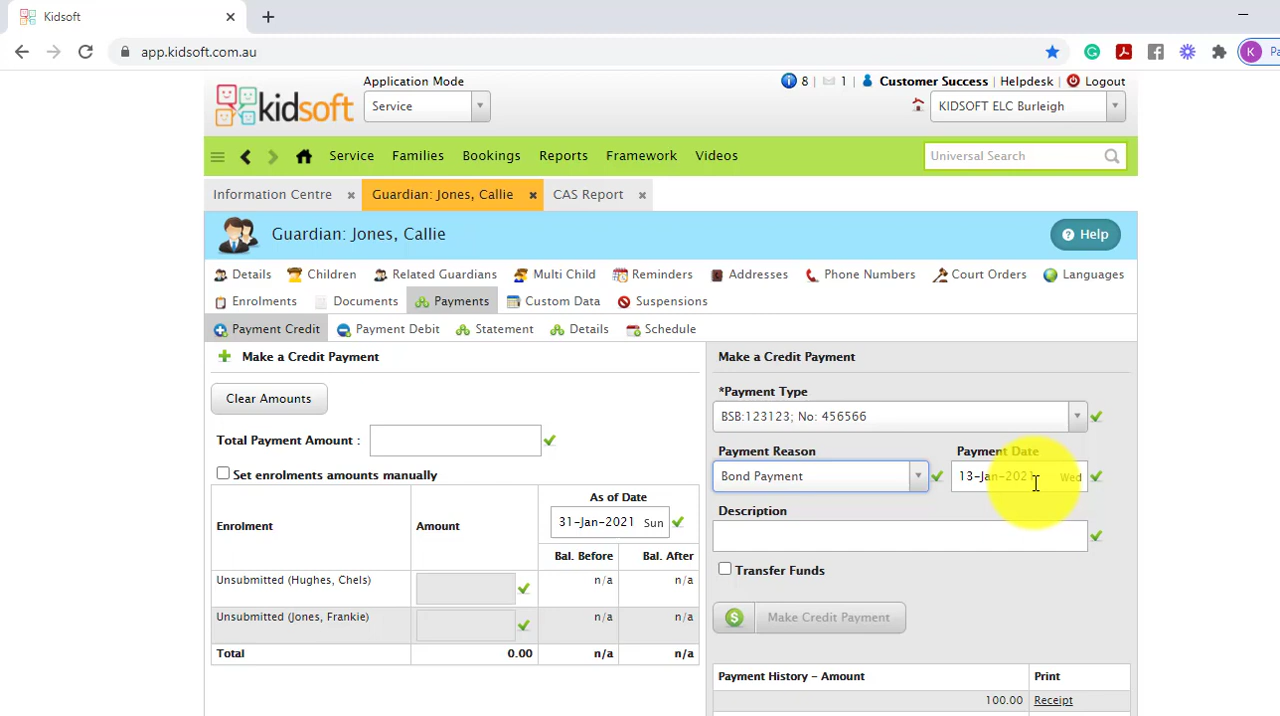 Kidsoft
app.kidsoft.com.au
K
Pa
kidsoft
Application Mode
Service
8
1
Customer Success | Helpdesk | Logout
KIDSOFT ELC Burleigh
Service Families Bookings Reports Framework Videos
Universal Search
Information Centre
Guardian: Jones, Callie
CAS Report
Guardian: Jones, Callie
? Help
Details Children Related Guardians Multi Child Reminders Addresses Phone Numbers Court Orders Languages
Enrolments Documents Payments Custom Data Suspensions
Payment Credit Payment Debit Statement Details Schedule
Make a Credit Payment
Clear Amounts
Total Payment Amount :
Set enrolments amounts manually
Enrolment Amount As of Date
31-Jan-2021 Sun
Bal. Before Bal. After
Unsubmitted (Hughes, Chels) n/a n/a
Unsubmitted (Jones, Frankie) n/a n/a
Total 0.00 n/a n/a
Make a Credit Payment
*Payment Type
BSB:123123; No: 456566
Payment Reason Payment Date
Bond Payment 13-Jan-2021 Wed
Description
Transfer Funds
$ Make Credit Payment
Payment History - Amount Print
100.00 Receipt